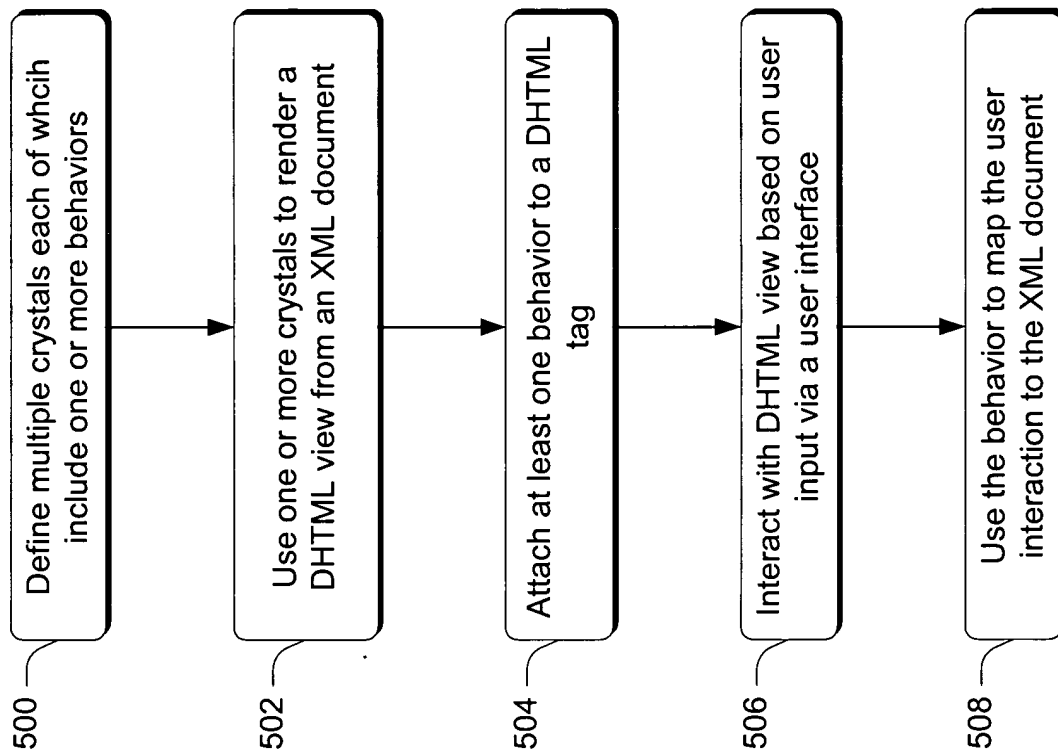 500
Define multiple crystals each of whcih
include one or more behaviors
502
Use one or more crystals to render a
DHTML view from an XML document
504
Attach at least one behavior to a DHTML
tag
506
Interact with DHTML view based on user
input via a user interface
508
Use the behavior to map the user
interaction to the XML document